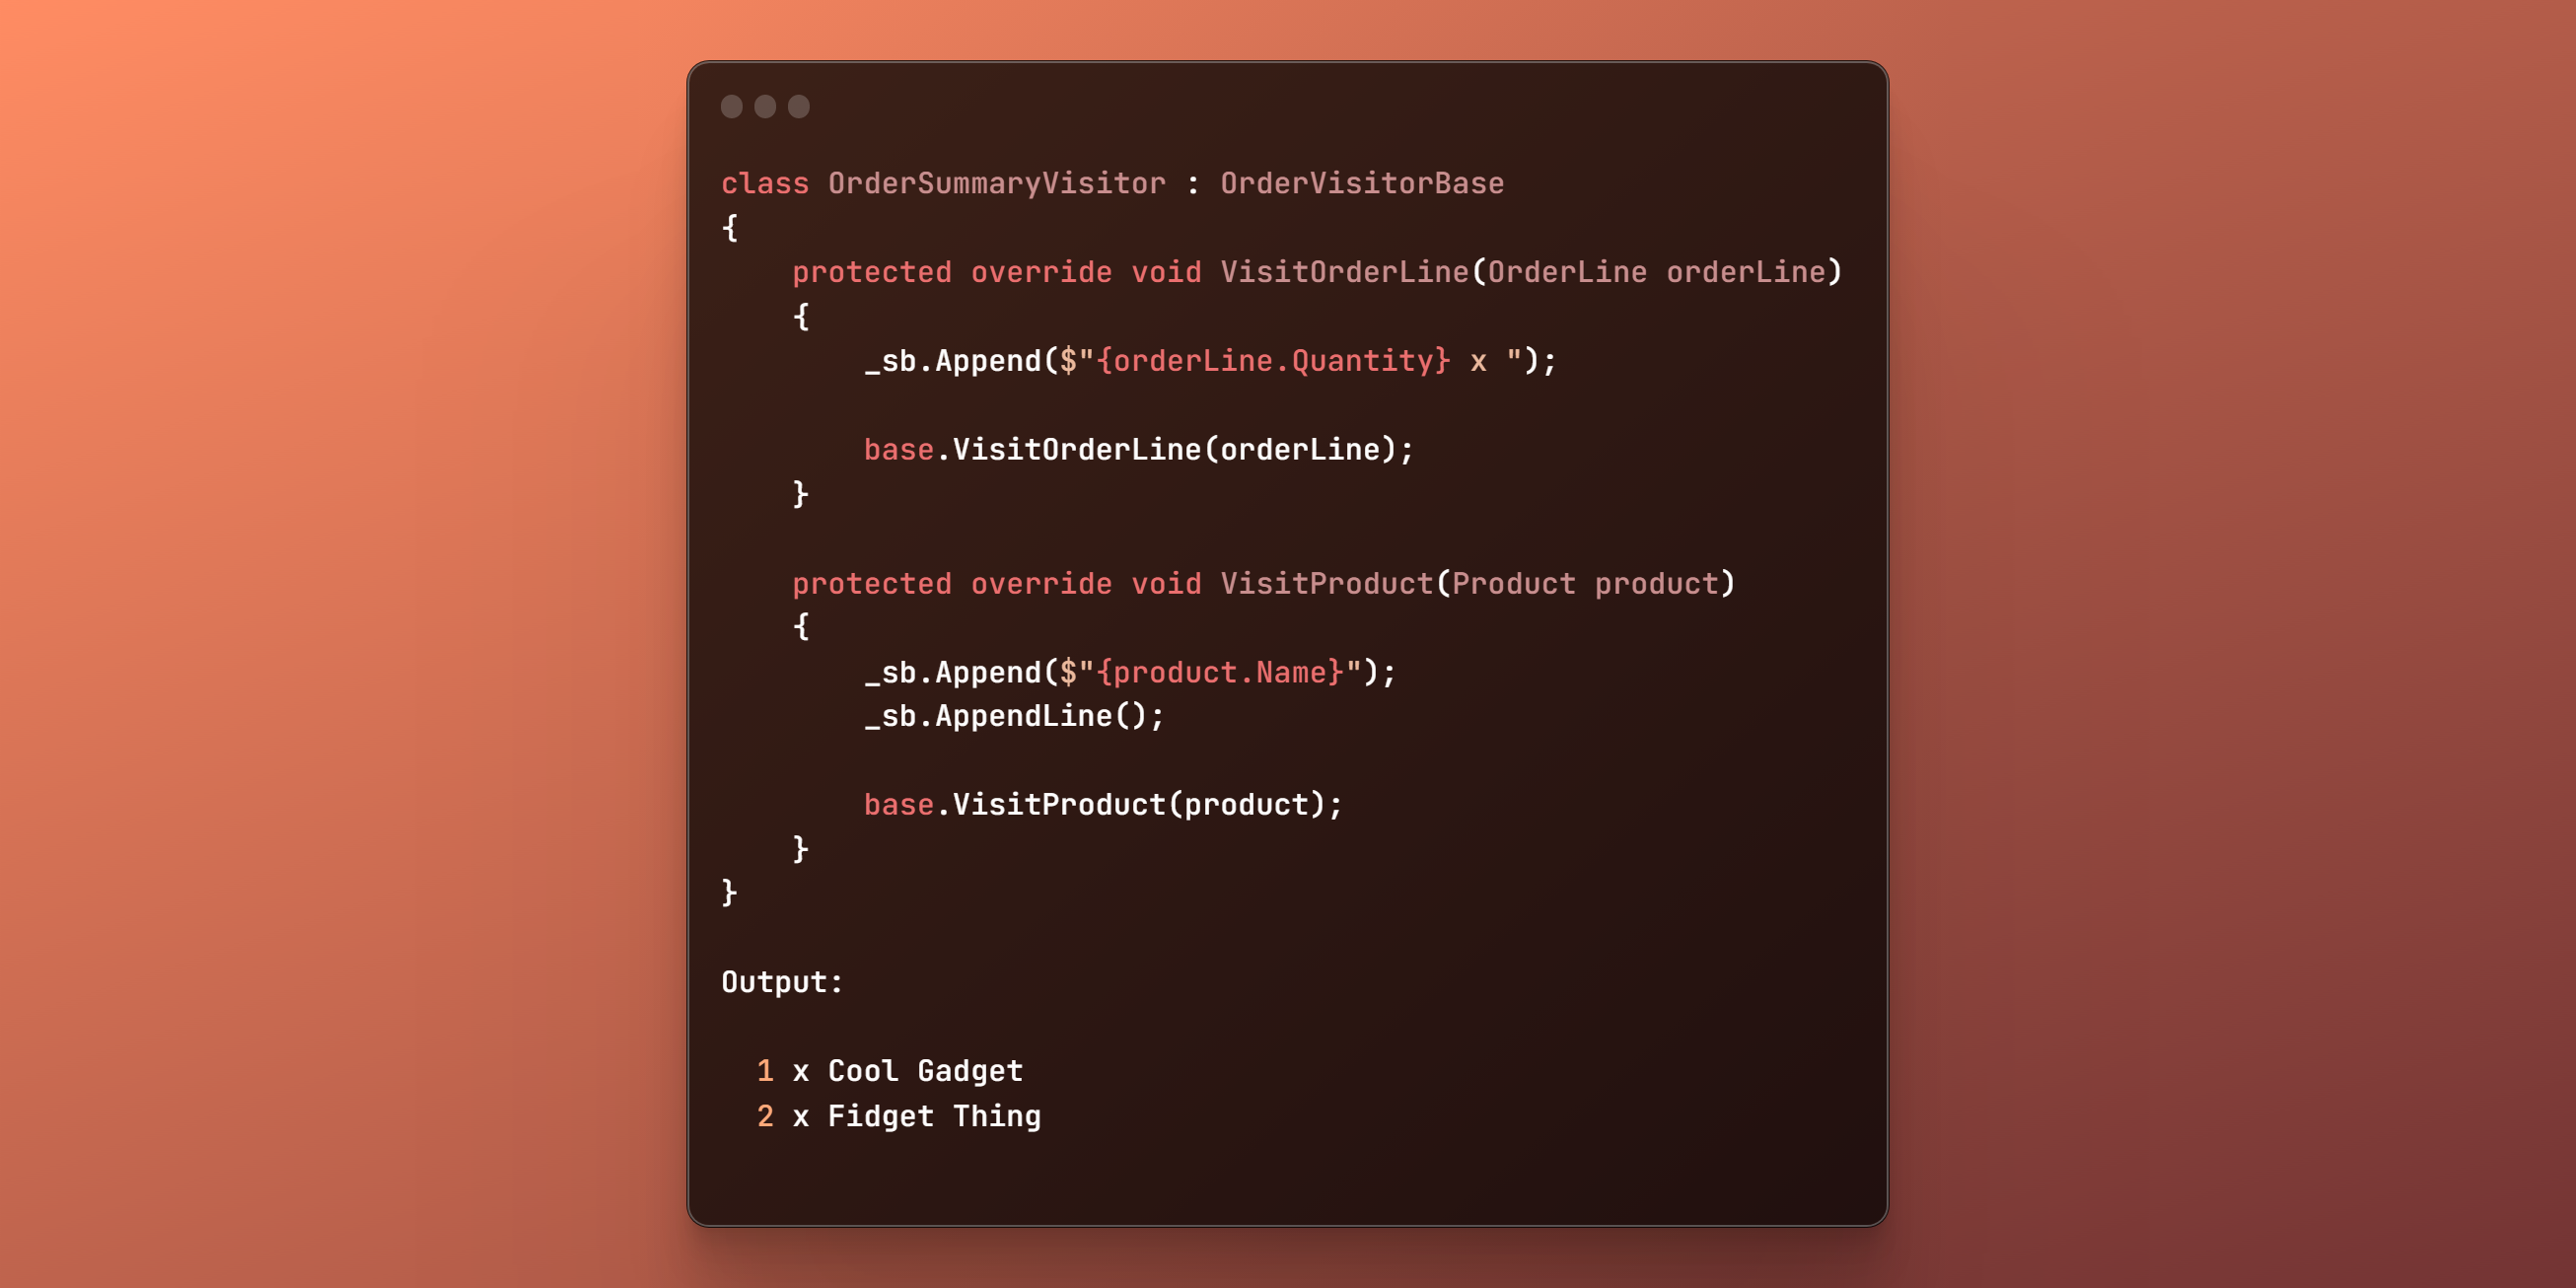 class OrderSummaryVisitor : OrderVisitorBase
{
    protected override void VisitOrderLine(OrderLine orderLine)
    {
        _sb.Append($"{orderLine.Quantity} x ");

        base.VisitOrderLine(orderLine);
    }

    protected override void VisitProduct(Product product)
    {
        _sb.Append($"{product.Name}");
        _sb.AppendLine();

        base.VisitProduct(product);
    }
}

Output:

  1 x Cool Gadget
  2 x Fidget Thing